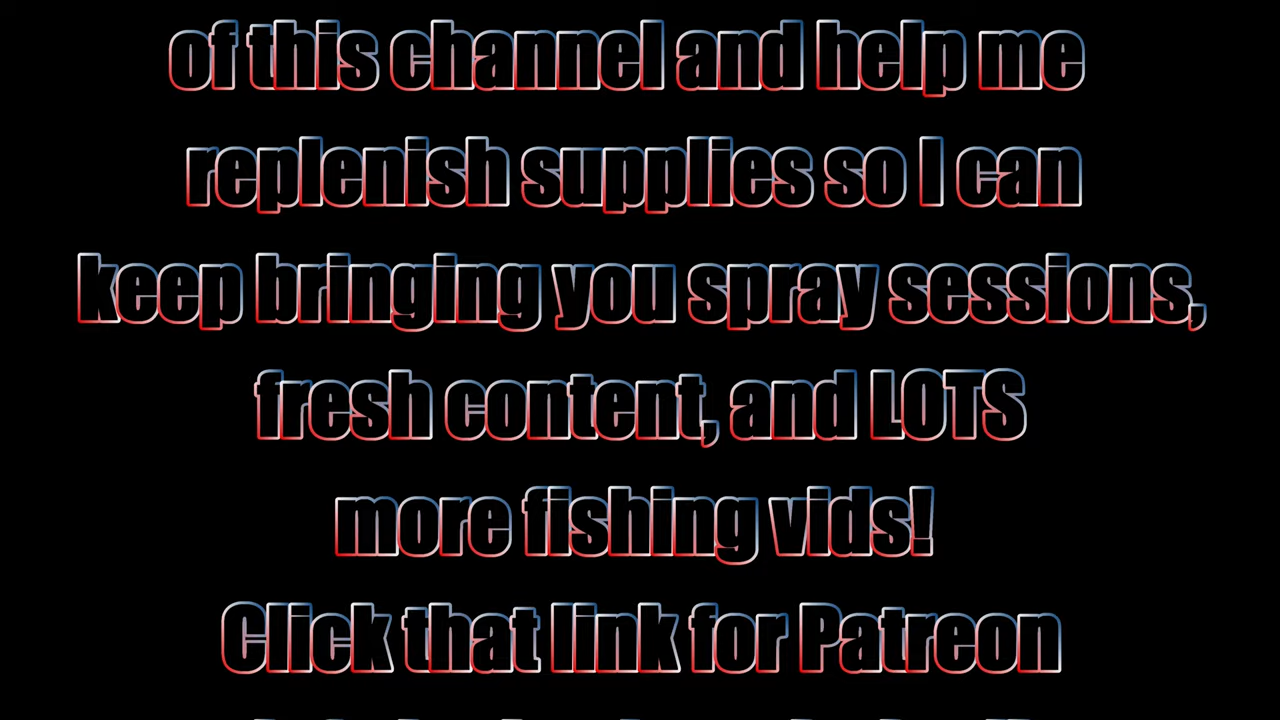 of this channel and help me
replenish supplies so I can
keep bringing you spray sessions,
fresh content, and LOTS
more fishing vids!
Click that link for Patreon